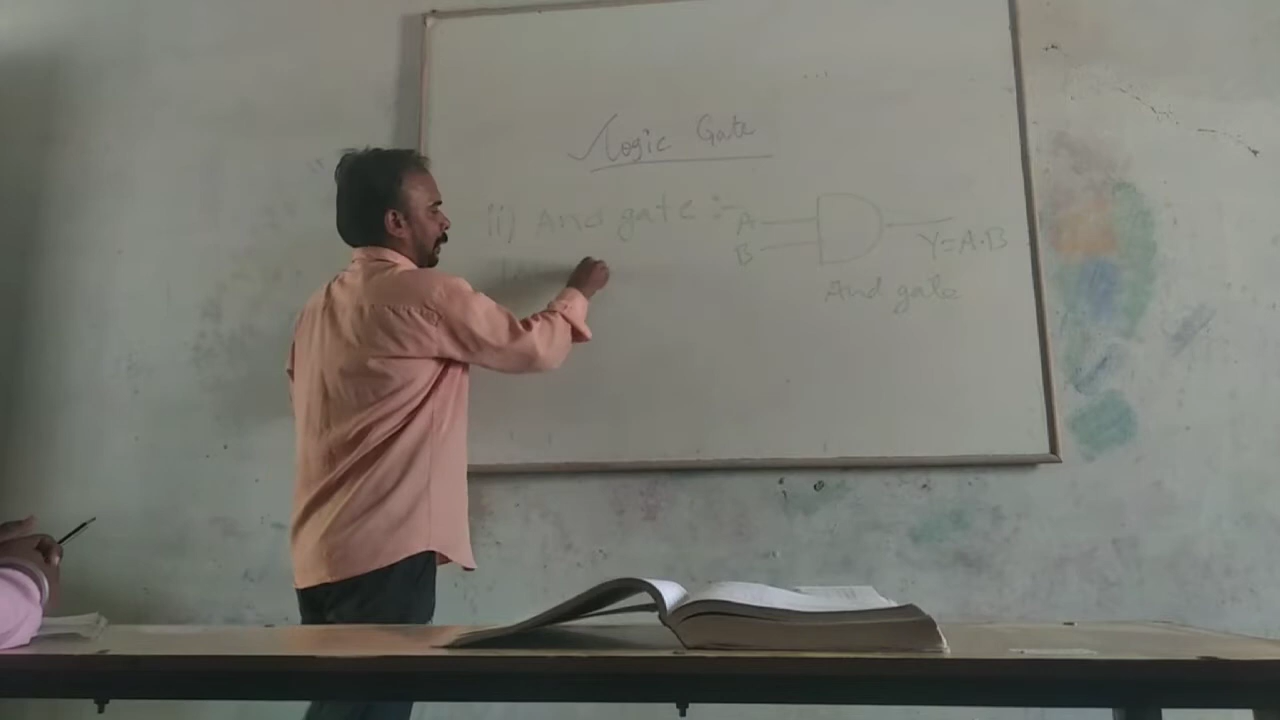 Logic Gate
ii) And gate :-
A
B
Y=A·B
And gate